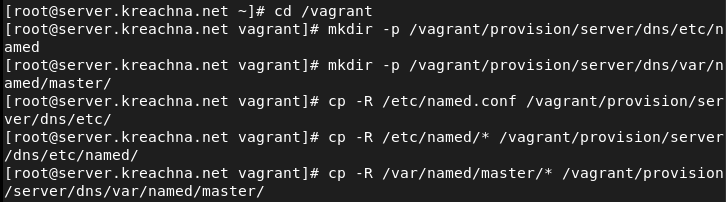 [root@server.kreachna.net ~]# cd /vagrant
[root@server.kreachna.net vagrant]# mkdir -p /vagrant/provision/server/dns/etc/n
amed
[root@server.kreachna.net vagrant]# mkdir -p /vagrant/provision/server/dns/var/n
amed/master/
[root@server.kreachna.net vagrant]# cp -R /etc/named.conf /vagrant/provision/ser
ver/dns/etc/
[root@server.kreachna.net vagrant]# cp -R /etc/named/* /vagrant/provision/server
/dns/etc/named/
[root@server.kreachna.net vagrant]# cp -R /var/named/master/* /vagrant/provision
/server/dns/var/named/master/